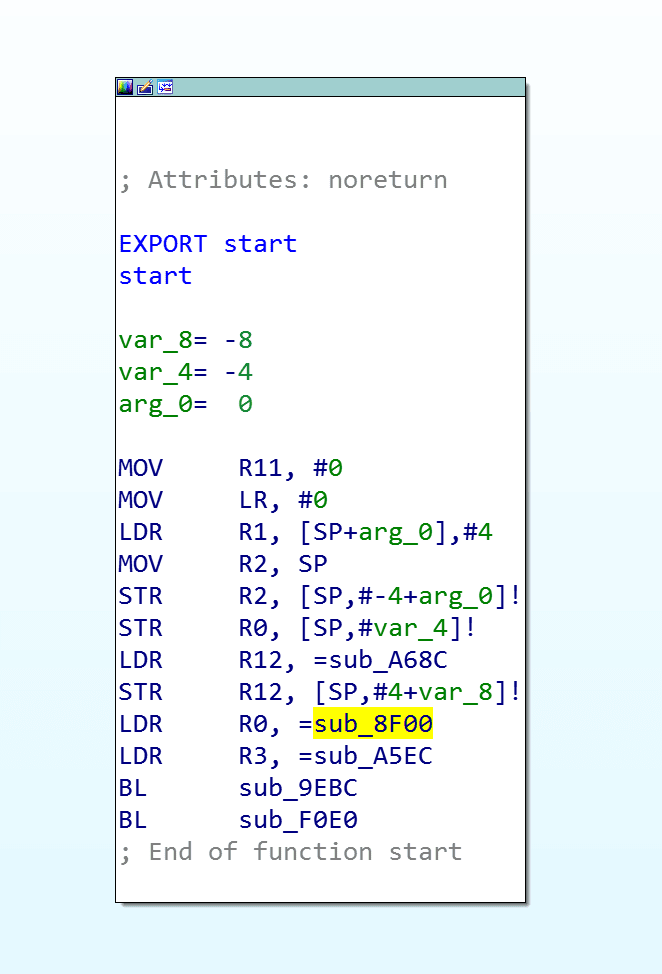 ; Attributes: noreturn
EXPORT start
start
var_8= -8
var_4= -4
arg_0=  0
MOV     R11, #0
MOV     LR, #0
LDR     R1, [SP+arg_0],#4
MOV     R2, SP
STR     R2, [SP,#-4+arg_0]!
STR     R0, [SP,#var_4]!
LDR     R12, =sub_A68C
STR     R12, [SP,#4+var_8]!
LDR     R0, =sub_8F00
LDR     R3, =sub_A5EC
BL      sub_9EBC
BL      sub_F0E0
; End of function start